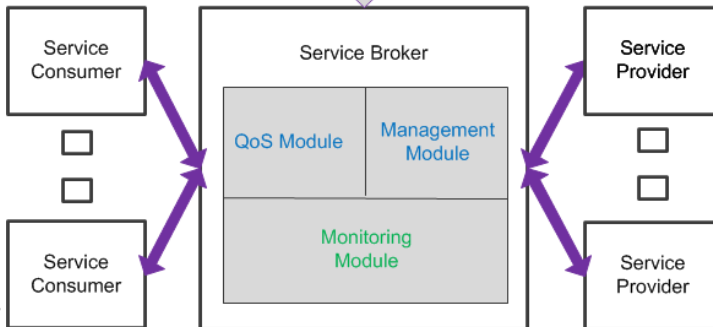 Service
Consumer
Service Broker
Service
Provider
QoS Module
Management
Module
Monitoring
Module
Service
Consumer
Service
Provider